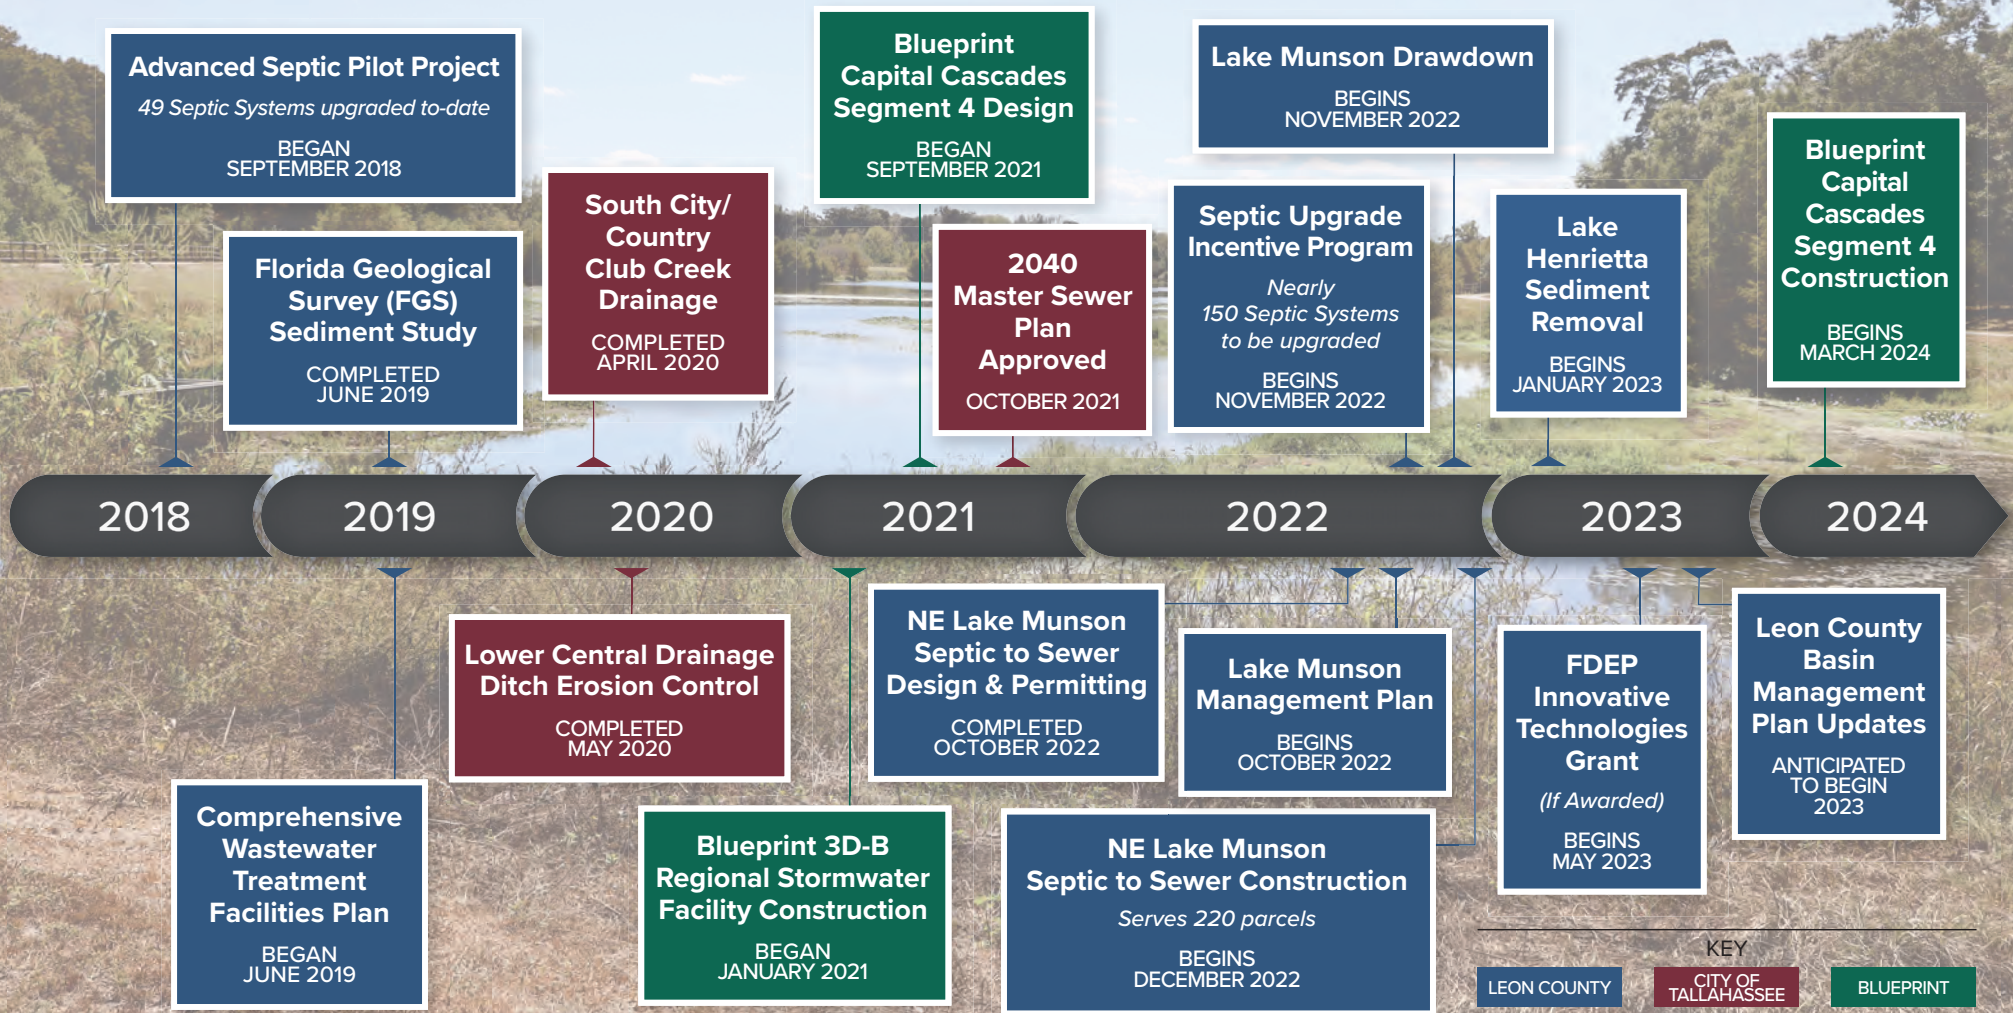 Advanced Septic Pilot Project
49 Septic Systems upgraded to-date
BEGAN
SEPTEMBER 2018
Florida Geological
Survey (FGS)
Sediment Study
COMPLETED
JUNE 2019
South City/
Country
Club Creek
Drainage
COMPLETED
APRIL 2020
Blueprint
Capital Cascades
Segment 4 Design
BEGAN
SEPTEMBER 2021
2040
Master Sewer
Plan
Approved
OCTOBER 2021
Lake Munson Drawdown
BEGINS
NOVEMBER 2022
Septic Upgrade
Incentive Program
Nearly
150 Septic Systems
to be upgraded
BEGINS
NOVEMBER 2022
Lake
Henrietta
Sediment
Removal
BEGINS
JANUARY 2023
Blueprint
Capital
Cascades
Segment 4
Construction
BEGINS
MARCH 2024
2018
2019
2020
2021
2022
2023
2024
Comprehensive
Wastewater
Treatment
Facilities Plan
BEGAN
JUNE 2019
Lower Central Drainage
Ditch Erosion Control
COMPLETED
MAY 2020
Blueprint 3D-B
Regional Stormwater
Facility Construction
BEGAN
JANUARY 2021
NE Lake Munson
Septic to Sewer
Design & Permitting
COMPLETED
OCTOBER 2022
Lake Munson
Management Plan
BEGINS
OCTOBER 2022
NE Lake Munson
Septic to Sewer Construction
Serves 220 parcels
BEGINS
DECEMBER 2022
FDEP
Innovative
Technologies
Grant
(If Awarded)
BEGINS
MAY 2023
Leon County
Basin
Management
Plan Updates
ANTICIPATED
TO BEGIN
2023
KEY
LEON COUNTY
CITY OF
TALLAHASSEE
BLUEPRINT